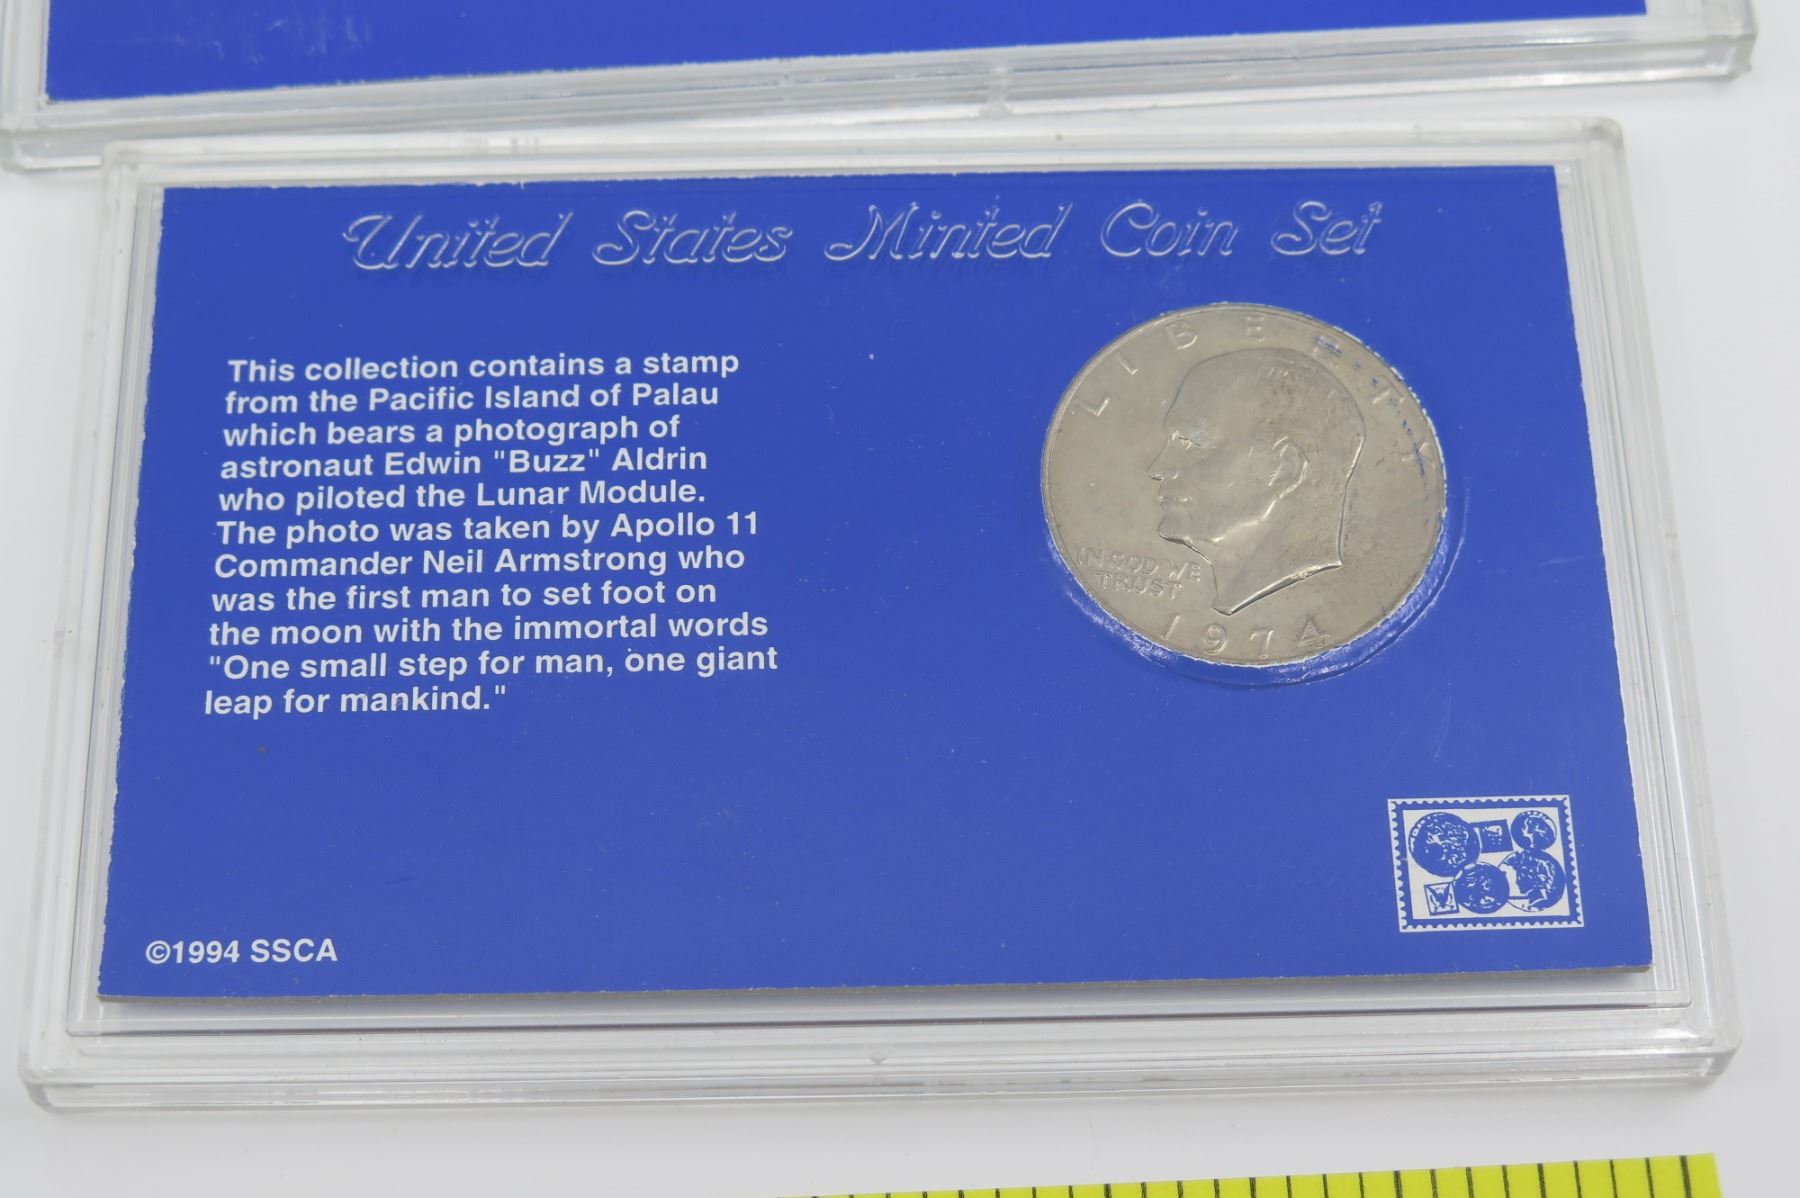 United States Minted Coin Set
This collection contains a stamp
from the Pacific Island of Palau
which bears a photograph of
astronaut Edwin "Buzz" Aldrin
who piloted the Lunar Module.
The photo was taken by Apollo 11
Commander Neil Armstrong who
was the first man to set foot on
the moon with the immortal words
"One small step for man, one giant
leap for mankind."
LIBERTY
IN GOD WE
TRUST
1974
©1994 SSCA